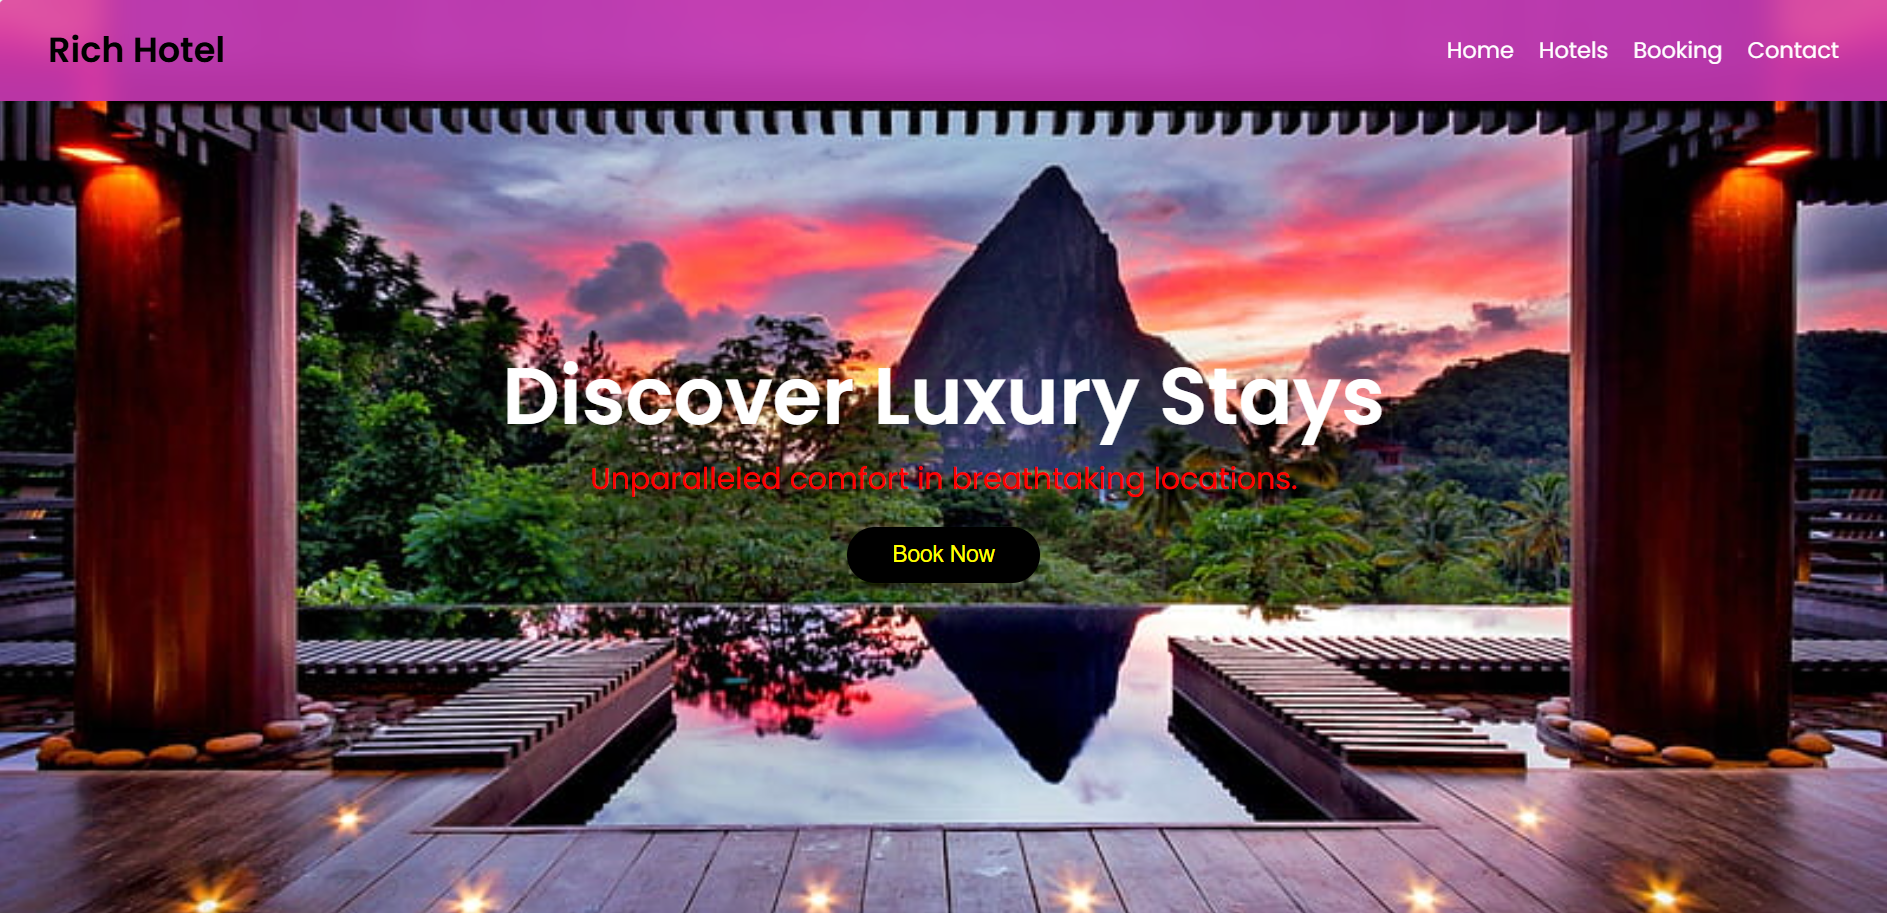 Rich Hotel
Home Hotels Booking Contact
Discover Luxury Stays
Unparalleled comfort in breathtaking locations.
Book Now